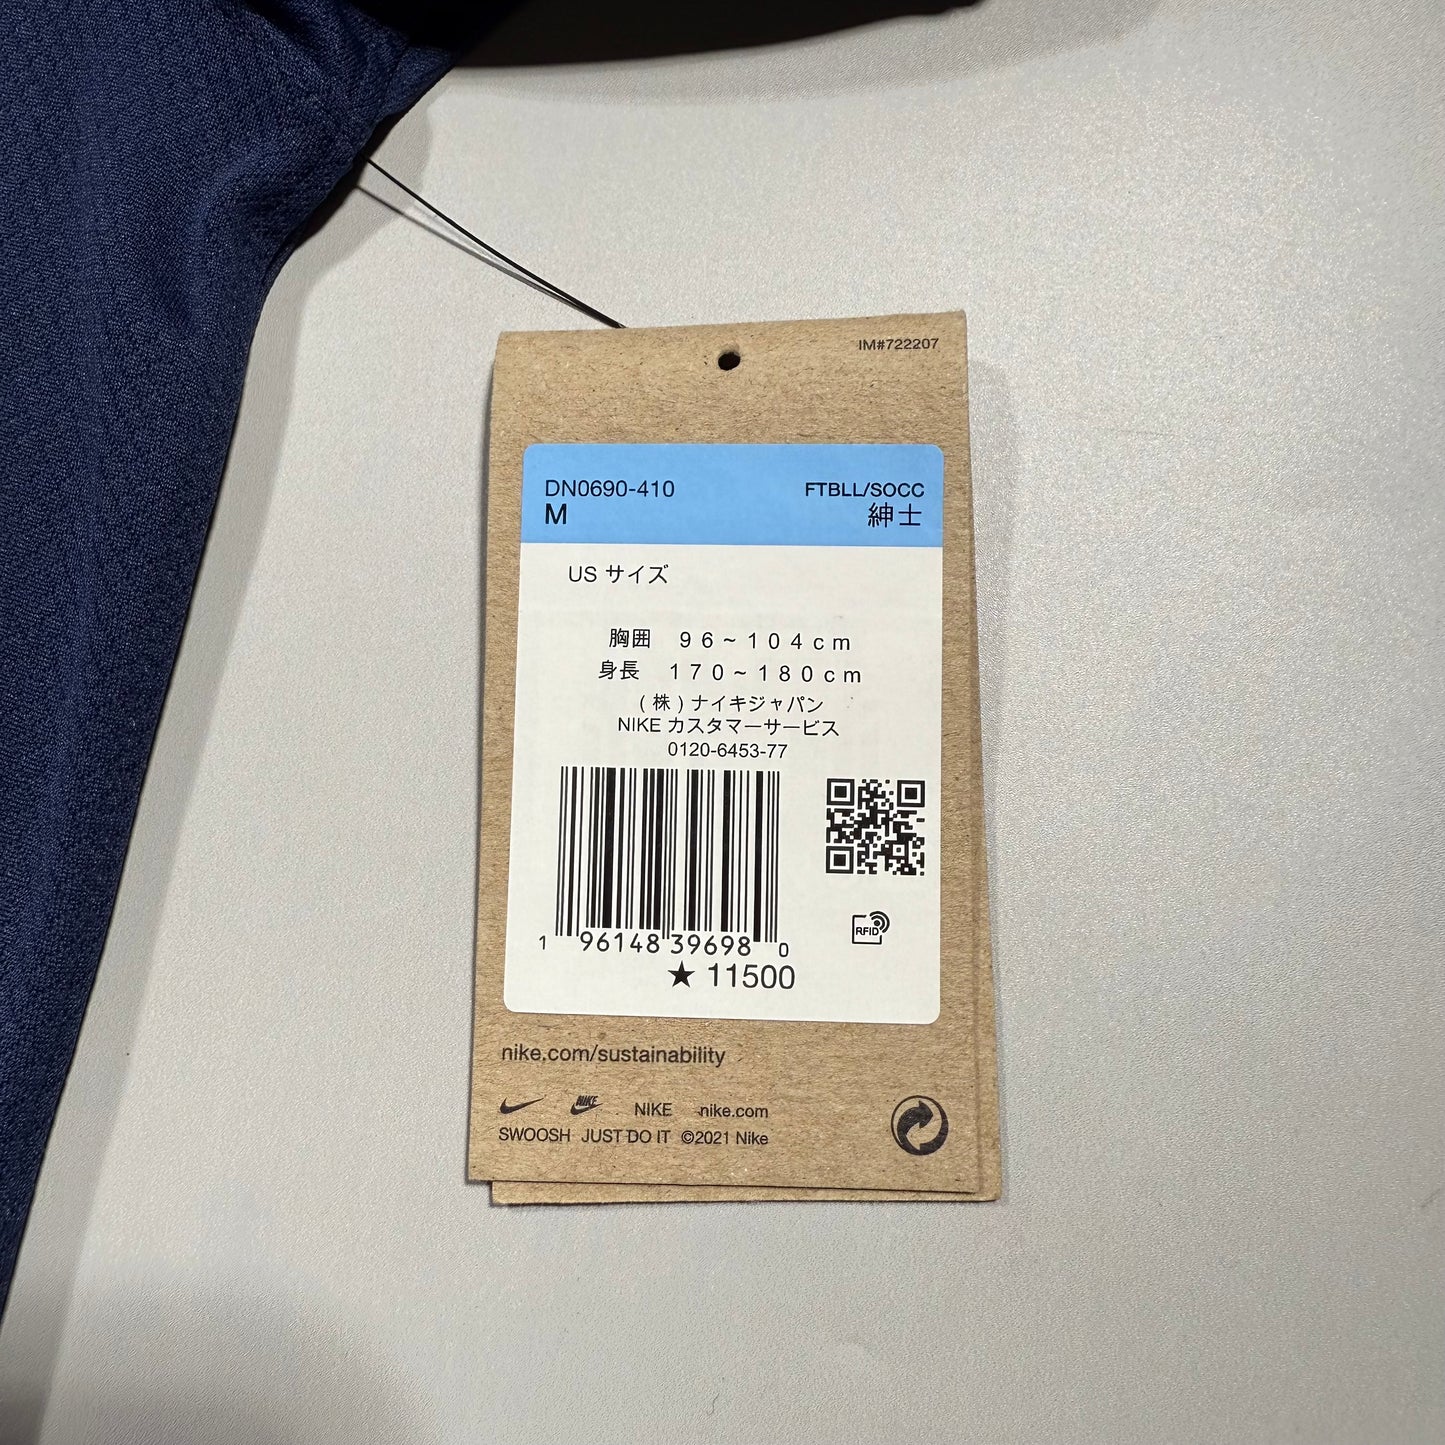 IM#722207
DN0690-410 FTBLL/SOCC
M 紳士
US サイズ
胸囲 96~104cm
身長 170~180cm
(株)ナイキジャパン
NIKE カスタマーサービス
0120-6453-77
RFID
1 96148 39698 0
★ 11500
nike.com/sustainability
NIKE NIKE nike.com
SWOOSH JUST DO IT ©2021 Nike